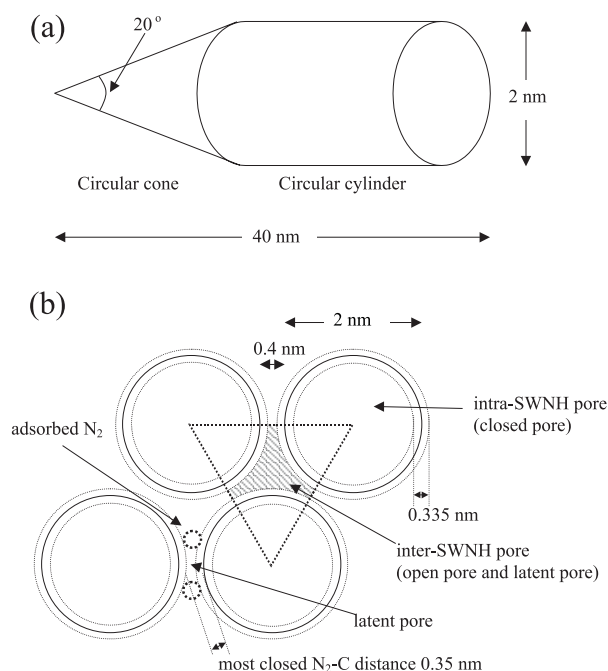 (a)
20°
2 nm
Circular cone
Circular cylinder
40 nm
(b)
2 nm
0.4 nm
intra-SWNH pore
(closed pore)
adsorbed N₂
0.335 nm
inter-SWNH pore
(open pore and latent pore)
latent pore
most closed N₂-C distance 0.35 nm